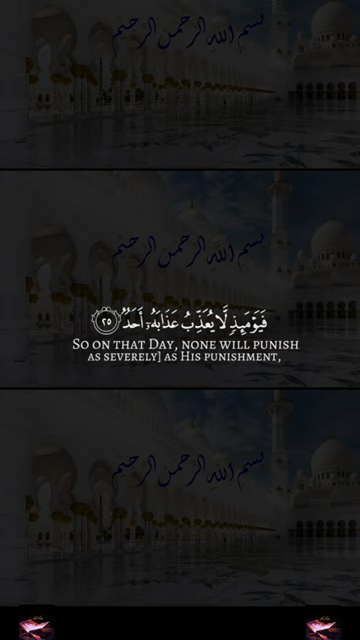 بسم الله الرحمن الرحيم
بسم الله الرحمن الرحيم
فَيَوْمَئِذٍ لَّا يُعَذِّبُ عَذَابَهُۥٓ أَحَدٌ ٢٥
So on that Day, none will punish
as severely] as His punishment,
بسم الله الرحمن الرحيم